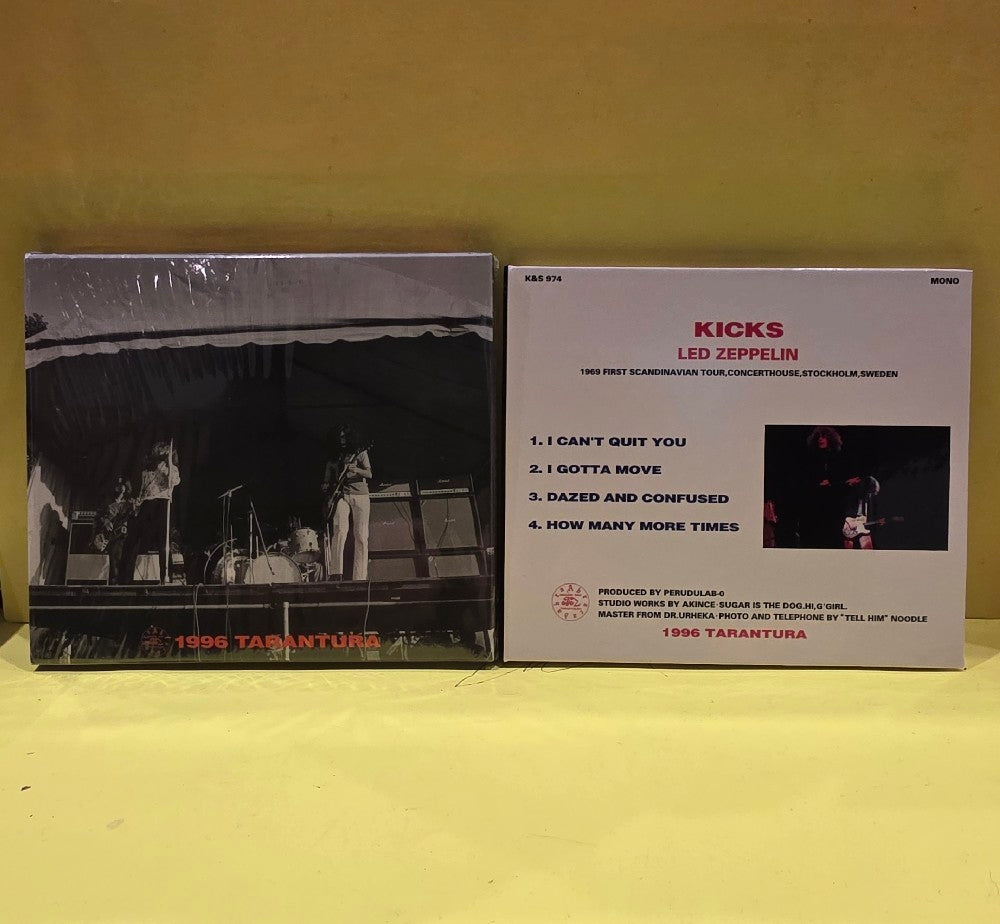 1996 TARANTURA
K&S 974
MONO
KICKS
LED ZEPPELIN
1969 FIRST SCANDINAVIAN TOUR,CONCERTHOUSE,STOCKHOLM,SWEDEN
1. I CAN'T QUIT YOU
2. I GOTTA MOVE
3. DAZED AND CONFUSED
4. HOW MANY MORE TIMES
PRODUCED BY PERUDULAB-O
STUDIO WORKS BY AKINCE·SUGAR IS THE DOG.HI,G'GIRL.
MASTER FROM DR.URHEKA·PHOTO AND TELEPHONE BY "TELL HIM" NOODLE
1996 TARANTURA